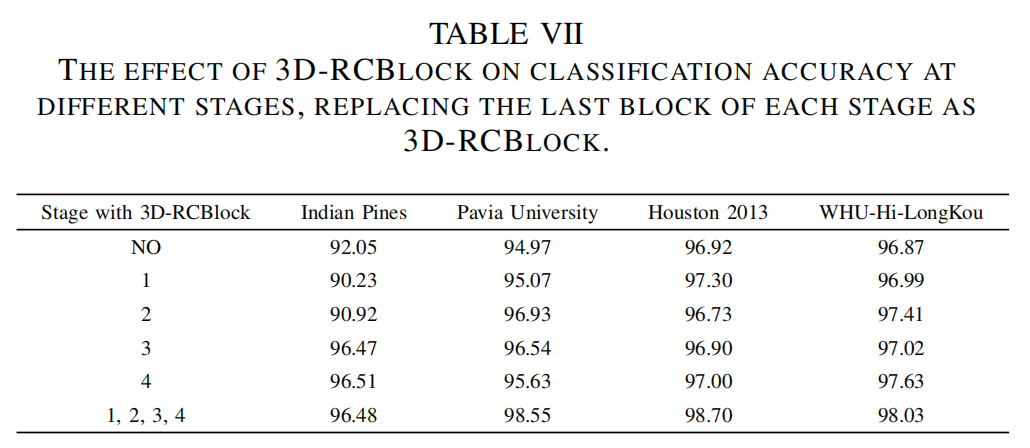 TABLE VII
THE EFFECT OF 3D-RCBLOCK ON CLASSIFICATION ACCURACY AT
DIFFERENT STAGES, REPLACING THE LAST BLOCK OF EACH STAGE AS
3D-RCBLOCK.
Stage with 3D-RCBlock Indian Pines Pavia University Houston 2013 WHU-Hi-LongKou
NO 92.05 94.97 96.92 96.87
1 90.23 95.07 97.30 96.99
2 90.92 96.93 96.73 97.41
3 96.47 96.54 96.90 97.02
4 96.51 95.63 97.00 97.63
1, 2, 3, 4 96.48 98.55 98.70 98.03